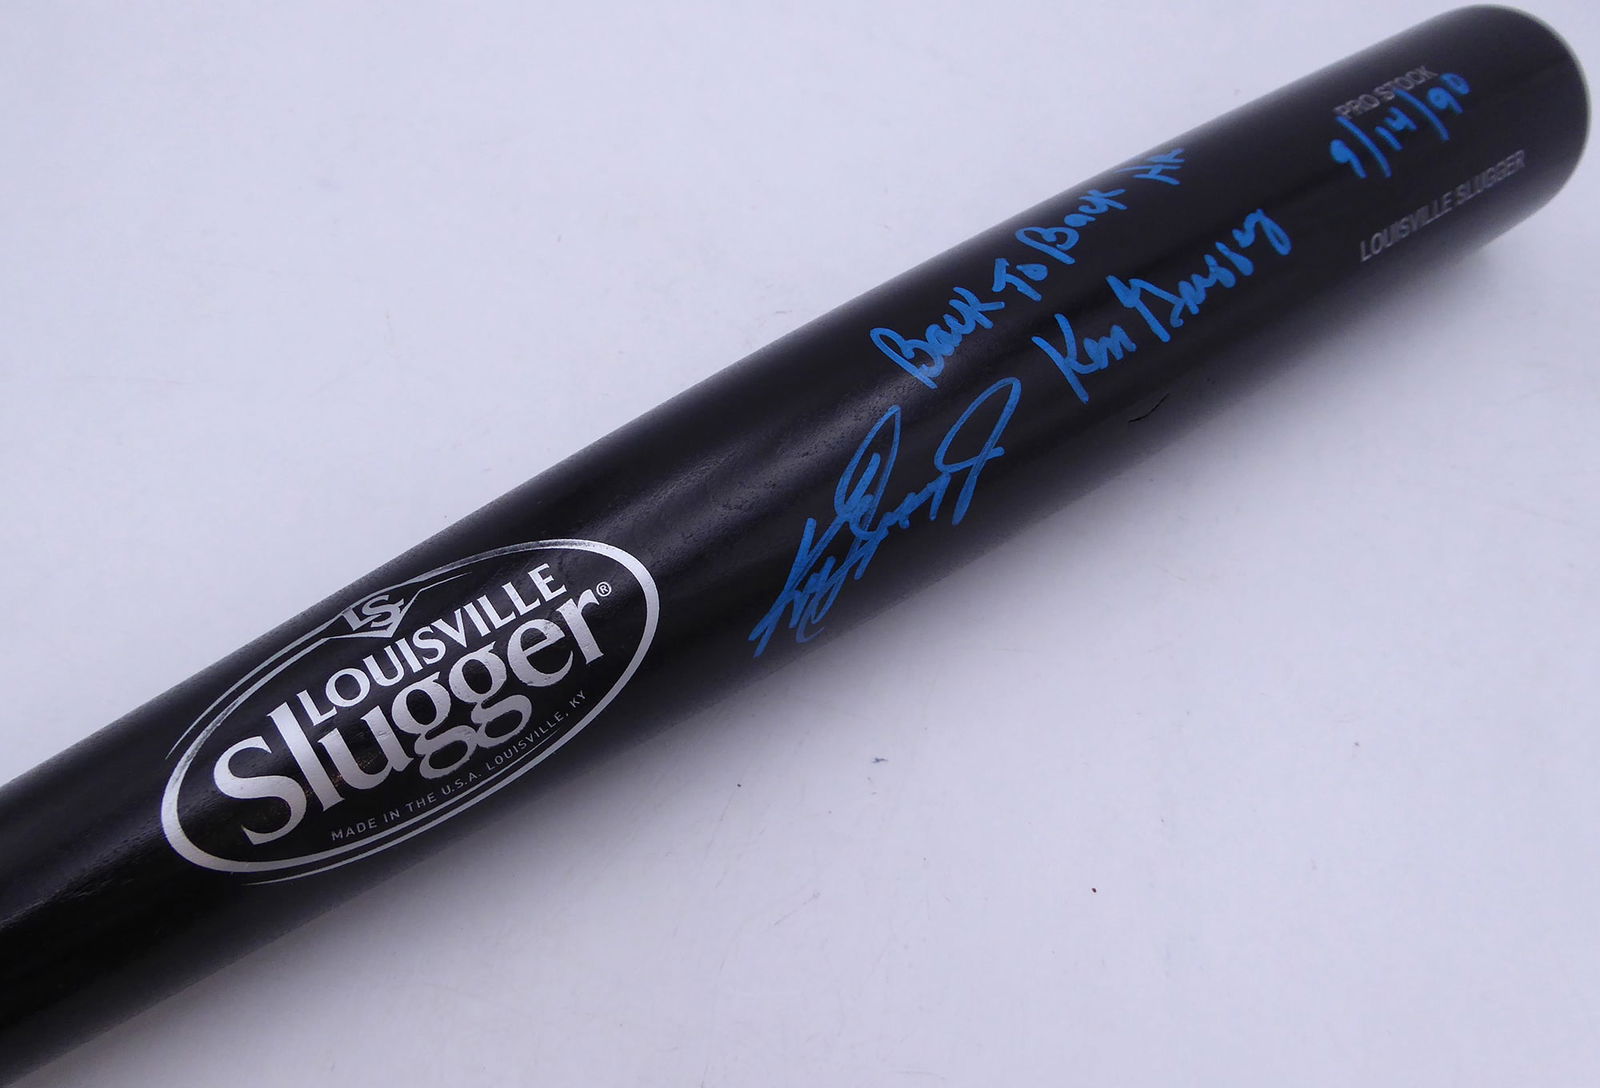 LS
LOUISVILLE
Slugger®
MADE IN THE U.S.A. LOUISVILLE, KY
Back To Back HR
Ken Griffey
9/14/90
PRO STOCK
LOUISVILLE SLUGGER